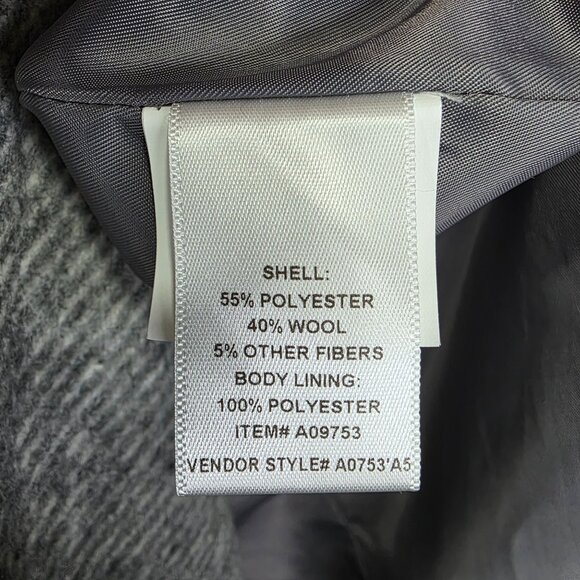 SHELL:
55% POLYESTER
40% WOOL
5% OTHER FIBERS
BODY LINING:
100% POLYESTER
ITEM# A09753
VENDOR STYLE# A0753'A5